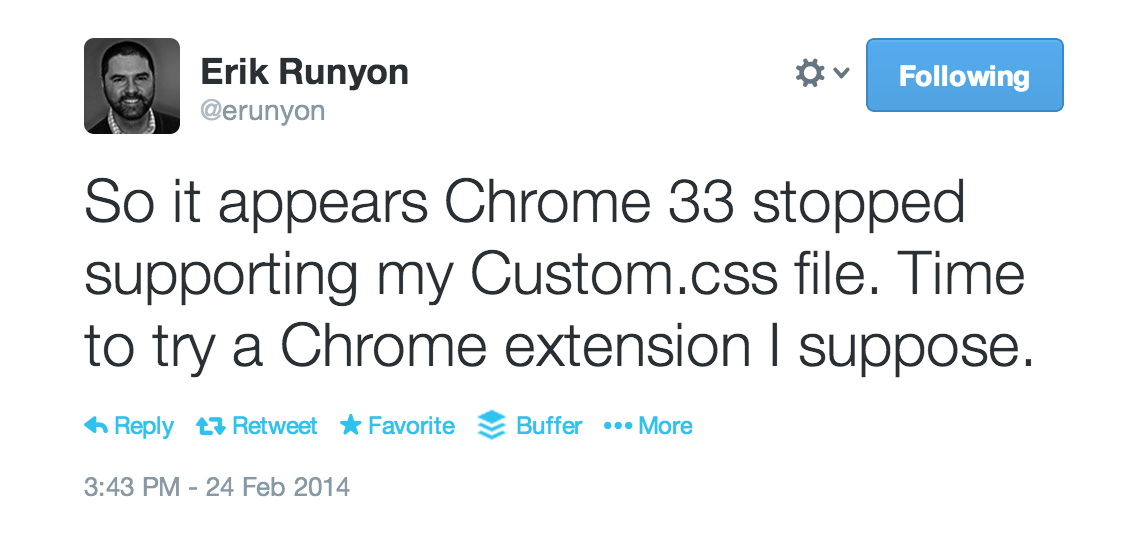 Erik Runyon
@erunyon
Following
So it appears Chrome 33 stopped
supporting my Custom.css file. Time
to try a Chrome extension I suppose.
Reply Retweet Favorite Buffer More
3:43 PM - 24 Feb 2014